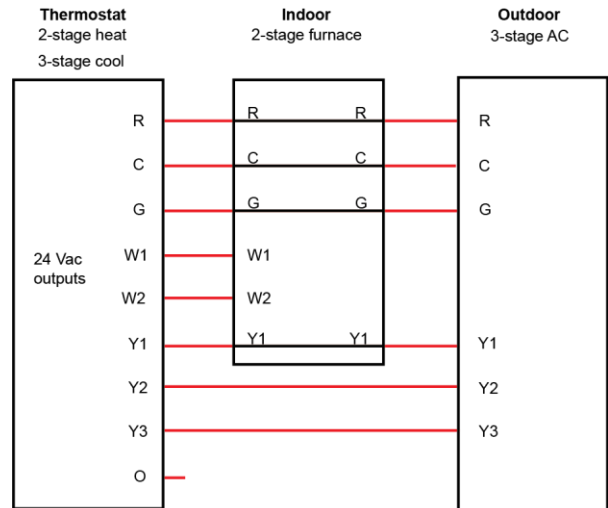 Thermostat
2-stage heat
3-stage cool
Indoor
2-stage furnace
Outdoor
3-stage AC
R
R
R
R
C
C
C
C
G
G
G
G
24 Vac
outputs
W1
W1
W2
W2
Y1
Y1
Y1
Y1
Y2
Y2
Y3
Y3
O